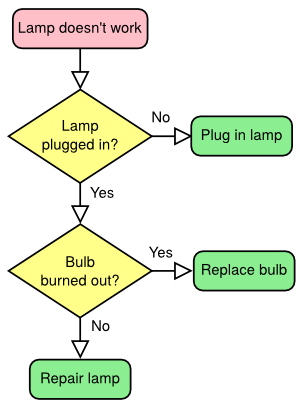 Lamp doesn't work
Lamp
plugged in?
No
Plug in lamp
Yes
Bulb
burned out?
Yes
Replace bulb
No
Repair lamp